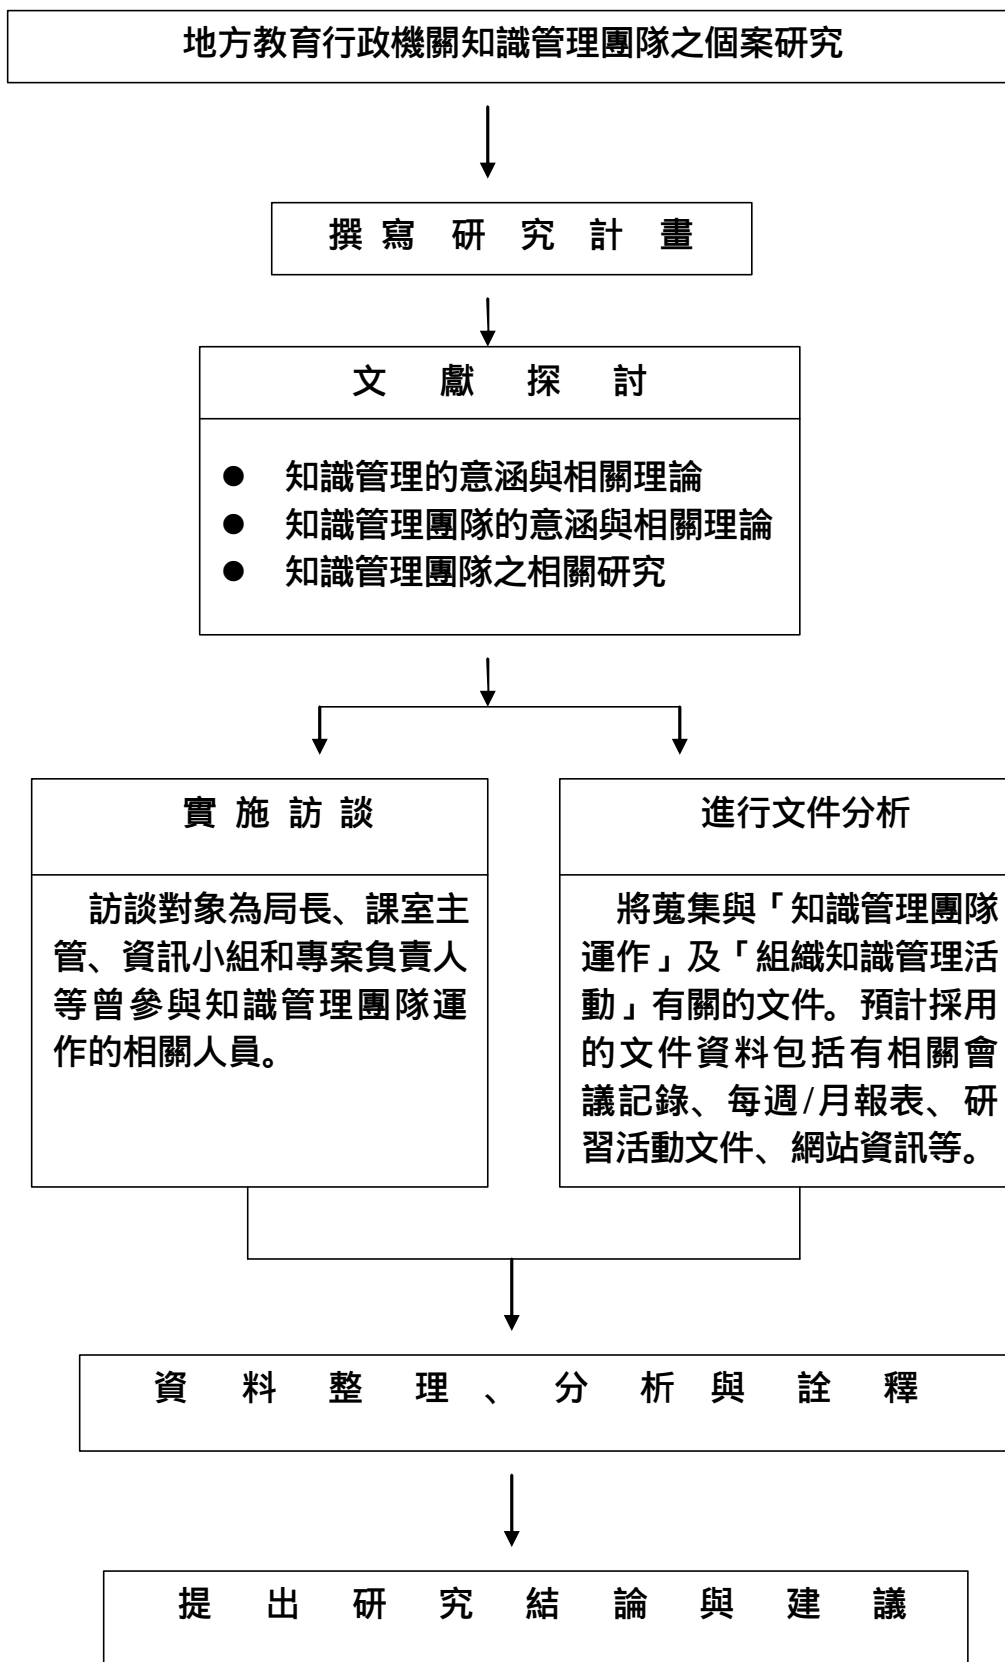 地方教育行政機關知識管理團隊之個案研究
撰寫研究計畫
文獻探討
● 知識管理的意涵與相關理論
● 知識管理團隊的意涵與相關理論
● 知識管理團隊之相關研究
實施訪談
訪談對象為局長、課室主
管、資訊小組和專案負責人
等曾參與知識管理團隊運
作的相關人員。
進行文件分析
將蒐集與「知識管理團隊
運作」及「組織知識管理活
動」有關的文件。預計採用
的文件資料包括有相關會
議記錄、每週/月報表、研
習活動文件、網站資訊等。
資料整理、分析與詮釋
提出研究結論與建議